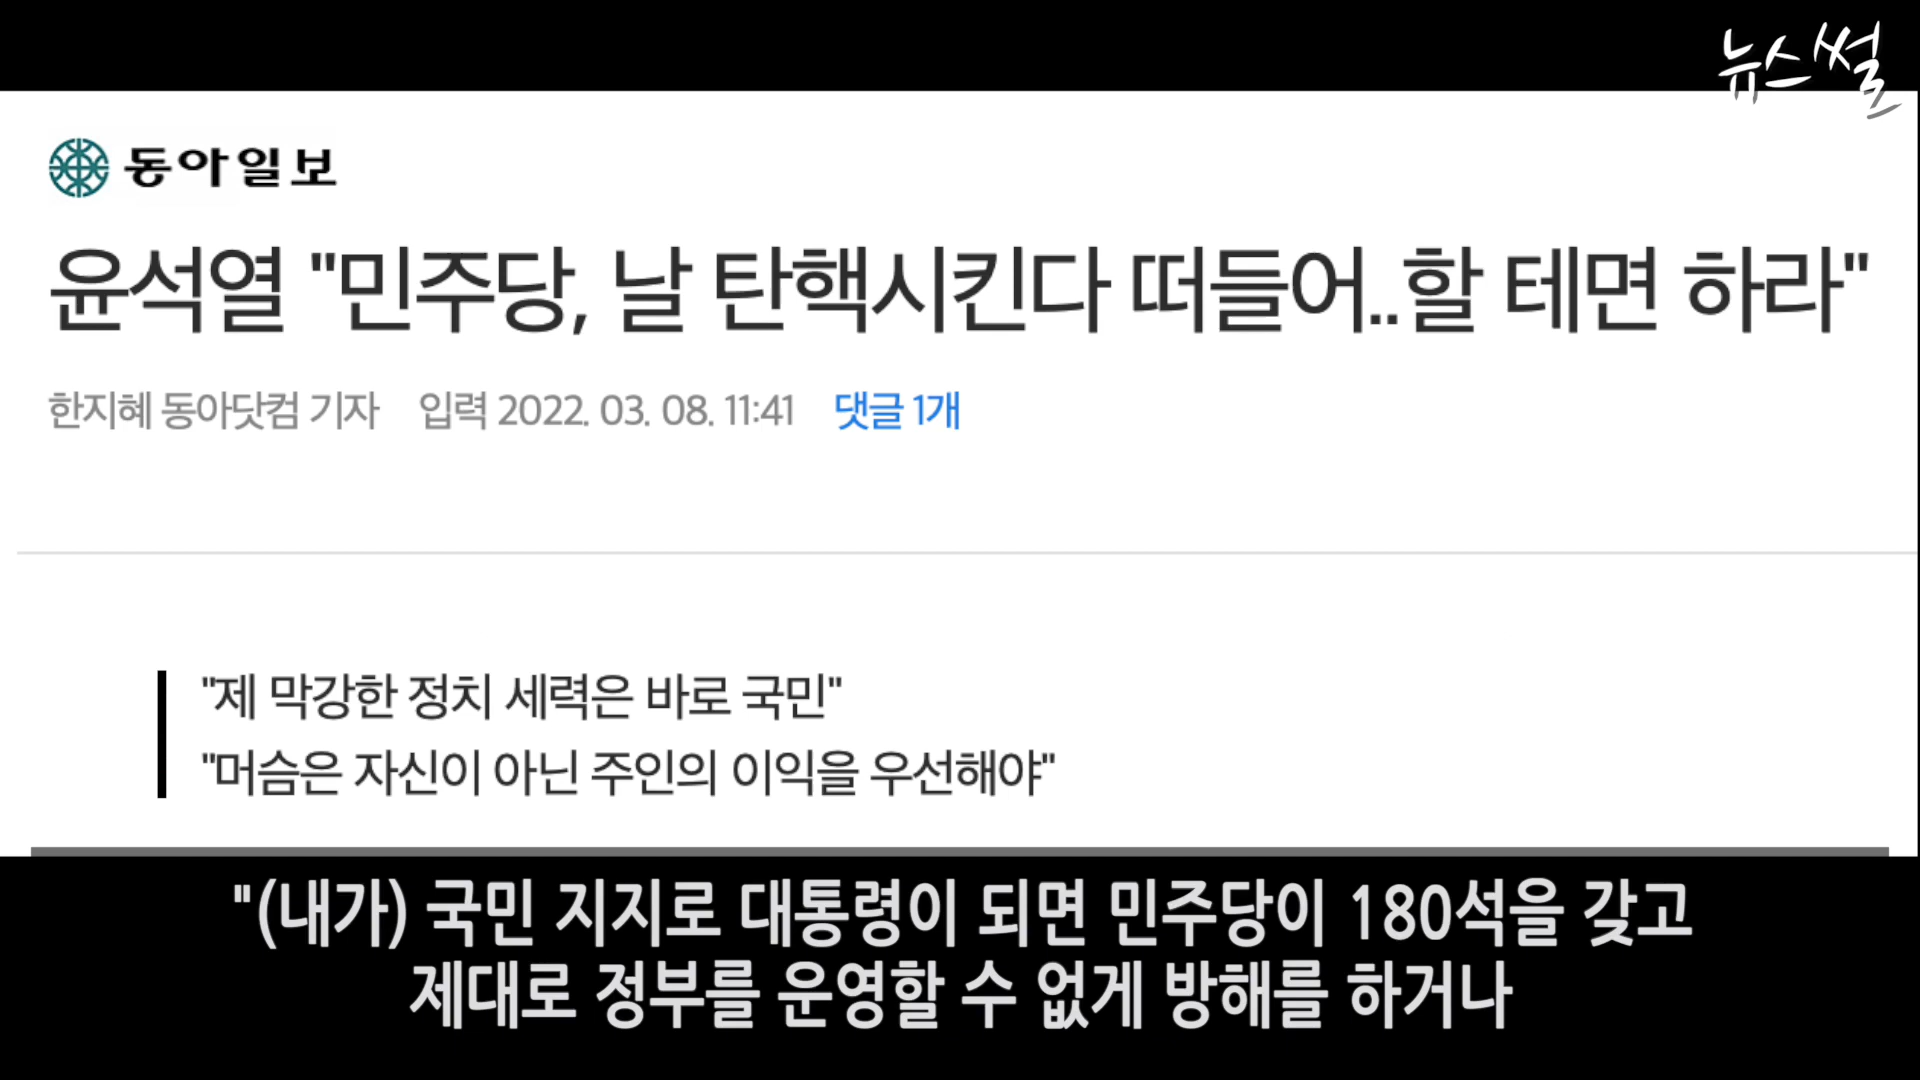 뉴스썰
동아일보
윤석열 "민주당, 날 탄핵시킨다 떠들어..할 테면 하라"
한지혜 동아닷컴 기자 입력 2022. 03. 08. 11:41 댓글 1개
"제 막강한 정치 세력은 바로 국민"
"머슴은 자신이 아닌 주인의 이익을 우선해야"
"(내가) 국민 지지로 대통령이 되면 민주당이 180석을 갖고
제대로 정부를 운영할 수 없게 방해를 하거나